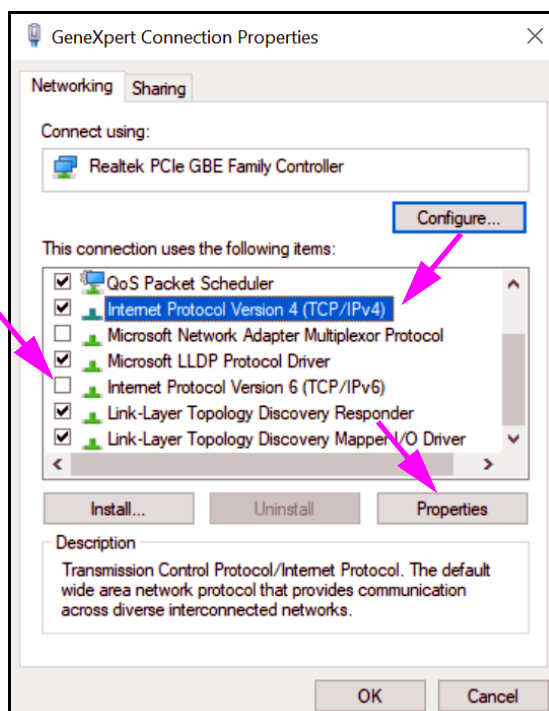 GeneXpert Connection Properties
Networking Sharing
Connect using:
Realtek PCIe GBE Family Controller
Configure...
This connection uses the following items:
QoS Packet Scheduler
Internet Protocol Version 4 (TCP/IPv4)
Microsoft Network Adapter Multiplexor Protocol
Microsoft LLDP Protocol Driver
Internet Protocol Version 6 (TCP/IPv6)
Link-Layer Topology Discovery Responder
Link-Layer Topology Discovery Mapper I/O Driver
Install... Uninstall Properties
Description
Transmission Control Protocol/Internet Protocol. The default
wide area network protocol that provides communication
across diverse interconnected networks.
OK Cancel